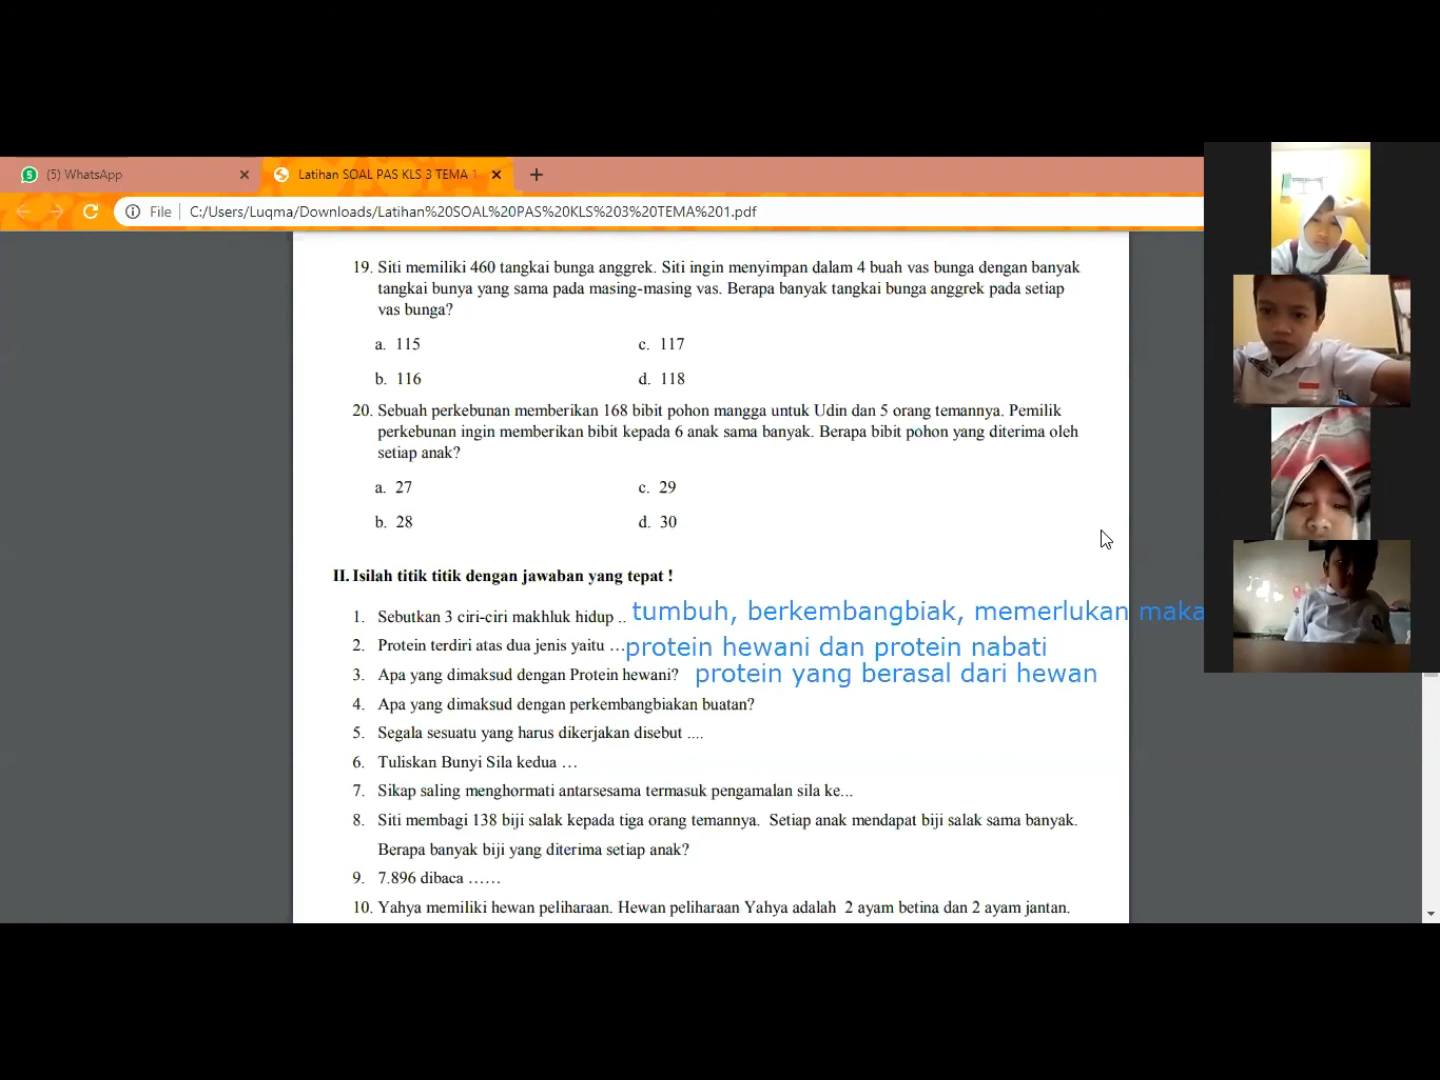 (5) WhatsApp
Latihan SOAL PAS KLS 3 TEMA 1
File
C:/Users/Luqma/Downloads/Latihan%20SOAL%20PAS%20KLS%203%20TEMA%201.pdf
19. Siti memiliki 460 tangkai bunga anggrek. Siti ingin menyimpan dalam 4 buah vas bunga dengan banyak
tangkai bunya yang sama pada masing-masing vas. Berapa banyak tangkai bunga anggrek pada setiap
vas bunga?
a. 115 c. 117
b. 116 d. 118
20. Sebuah perkebunan memberikan 168 bibit pohon mangga untuk Udin dan 5 orang temannya. Pemilik
perkebunan ingin memberikan bibit kepada 6 anak sama banyak. Berapa bibit pohon yang diterima oleh
setiap anak?
a. 27 c. 29
b. 28 d. 30
II. Isilah titik titik dengan jawaban yang tepat !
1. Sebutkan 3 ciri-ciri makhluk hidup .. tumbuh, berkembangbiak, memerlukan maka
2. Protein terdiri atas dua jenis yaitu ... protein hewani dan protein nabati
3. Apa yang dimaksud dengan Protein hewani? protein yang berasal dari hewan
4. Apa yang dimaksud dengan perkembangbiakan buatan?
5. Segala sesuatu yang harus dikerjakan disebut ....
6. Tuliskan Bunyi Sila kedua ...
7. Sikap saling menghormati antarsesama termasuk pengamalan sila ke...
8. Siti membagi 138 biji salak kepada tiga orang temannya. Setiap anak mendapat biji salak sama banyak.
Berapa banyak biji yang diterima setiap anak?
9. 7.896 dibaca ……
10. Yahya memiliki hewan peliharaan. Hewan peliharaan Yahya adalah 2 ayam betina dan 2 ayam jantan.